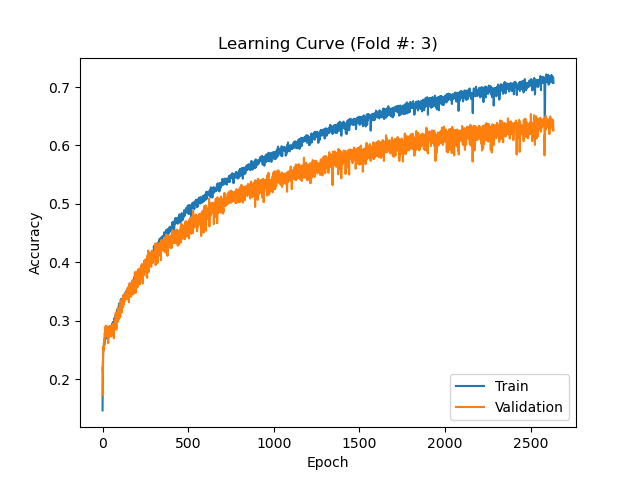 Learning Curve (Fold #: 3)
Accuracy
0.7
0.6
0.5
0.4
0.3
0.2
0 500 1000 1500 2000 2500
Epoch
Train
Validation